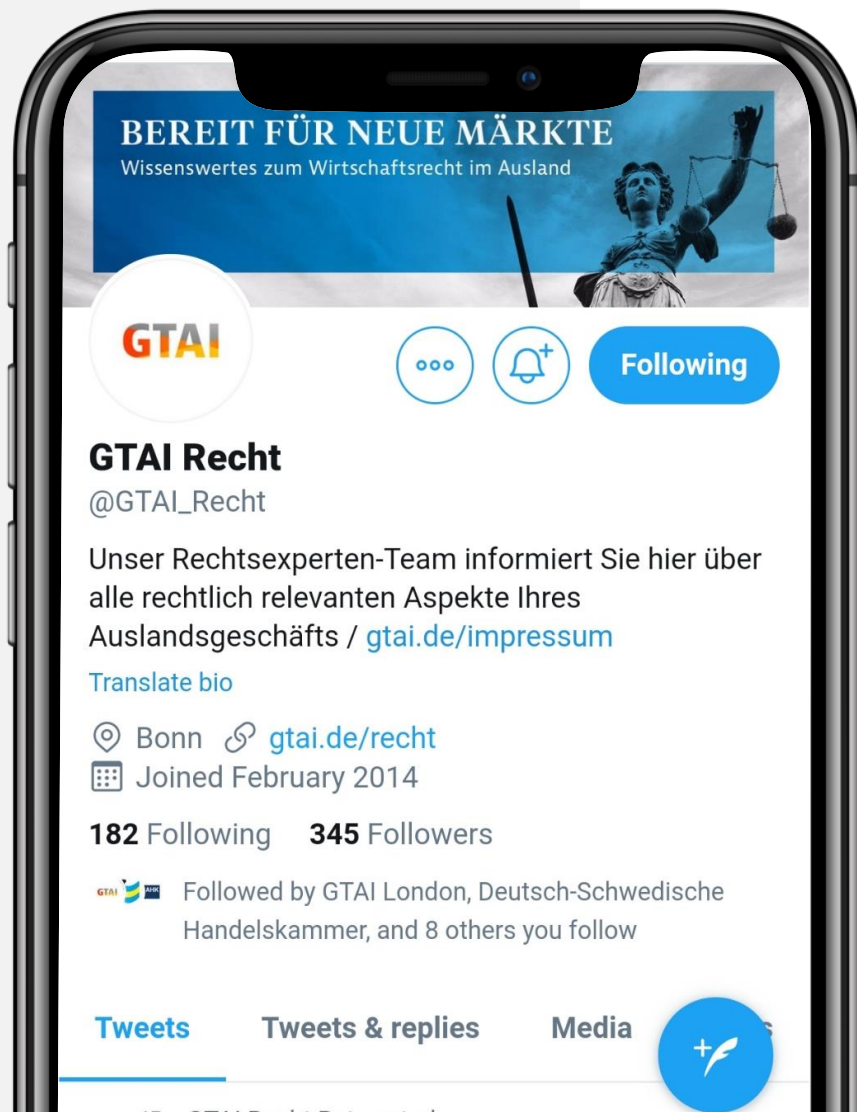 BEREIT FÜR NEUE MÄRKTE
Wissenswertes zum Wirtschaftsrecht im Ausland
GTAI
Following
GTAI Recht
@GTAI_Recht
Unser Rechtsexperten-Team informiert Sie hier über
alle rechtlich relevanten Aspekte Ihres
Auslandsgeschäfts / gtai.de/impressum
Translate bio
Bonn gtai.de/recht
Joined February 2014
182 Following 345 Followers
GTAI AHK Followed by GTAI London, Deutsch-Schwedische
Handelskammer, and 8 others you follow
Tweets Tweets & replies Media